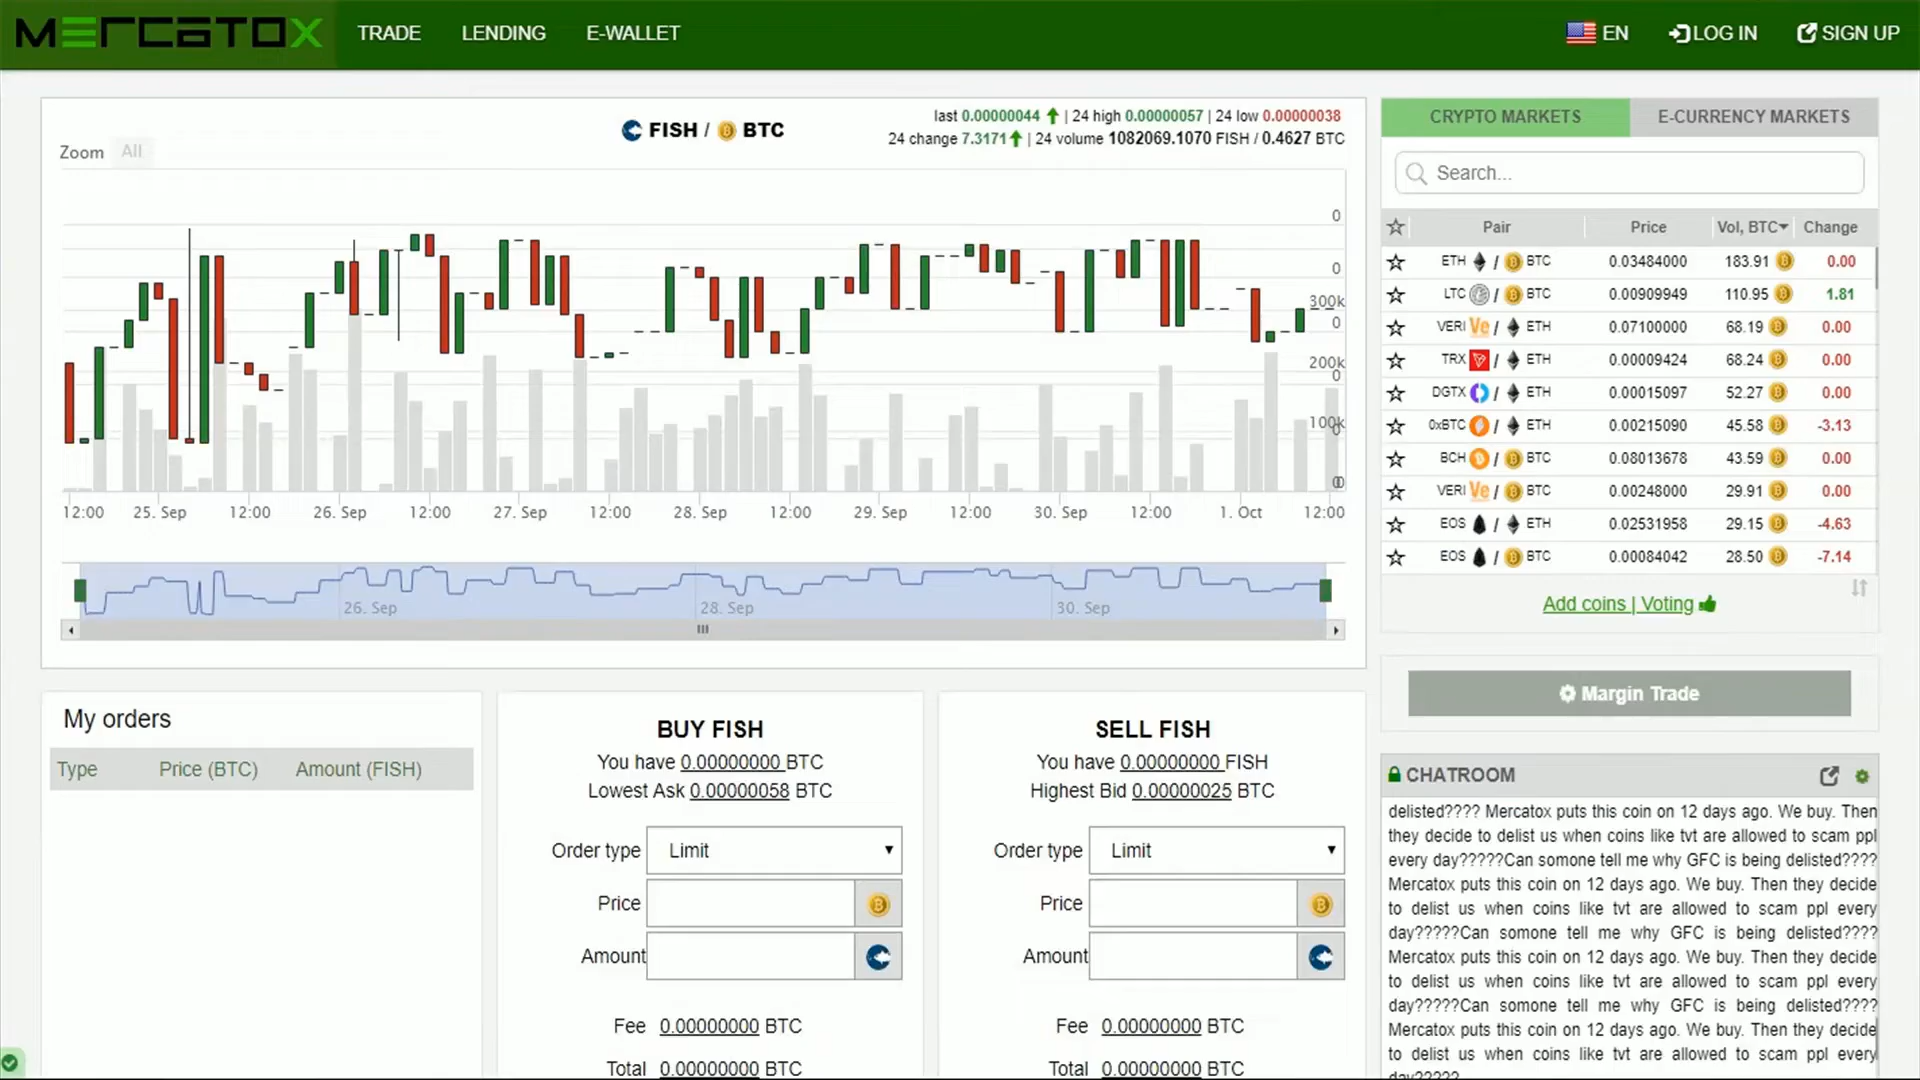 MERCATOX
TRADE
LENDING
E-WALLET
EN
LOG IN
SIGN UP
FISH / BTC
last 0.00000044 | 24 high 0.00000057 | 24 low 0.00000038
24 change 7.3171 | 24 volume 1082069.1070 FISH / 0.4627 BTC
Zoom All
0
0
300k
0
200k
0
100k
0
0
12:00 25. Sep 12:00 26. Sep 12:00 27. Sep 12:00 28. Sep 12:00 29. Sep 12:00 30. Sep 12:00 1. Oct 12:00
26. Sep 28. Sep 30. Sep
CRYPTO MARKETS
E-CURRENCY MARKETS
Search...
Pair Price Vol, BTC Change
ETH / BTC 0.03484000 183.91 0.00
LTC / BTC 0.00909949 110.95 1.81
VERI / ETH 0.07100000 68.19 0.00
TRX / ETH 0.00009424 68.24 0.00
DGTX / ETH 0.00015097 52.27 0.00
0xBTC / ETH 0.00215090 45.58 -3.13
BCH / BTC 0.08013678 43.59 0.00
VERI / BTC 0.00248000 29.91 0.00
EOS / ETH 0.02531958 29.15 -4.63
EOS / BTC 0.00084042 28.50 -7.14
Add coins | Voting
Margin Trade
My orders
Type Price (BTC) Amount (FISH)
BUY FISH
You have 0.00000000 BTC
Lowest Ask 0.00000058 BTC
Order type Limit
Price
Amount
Fee 0.00000000 BTC
Total 0.00000000 BTC
SELL FISH
You have 0.00000000 FISH
Highest Bid 0.00000025 BTC
Order type Limit
Price
Amount
Fee 0.00000000 BTC
Total 0.00000000 BTC
CHATROOM
delisted???? Mercatox puts this coin on 12 days ago. We buy. Then
they decide to delist us when coins like tvt are allowed to scam ppl
every day?????Can somone tell me why GFC is being delisted????
Mercatox puts this coin on 12 days ago. We buy. Then they decide
to delist us when coins like tvt are allowed to scam ppl every
day?????Can somone tell me why GFC is being delisted????
Mercatox puts this coin on 12 days ago. We buy. Then they decide
to delist us when coins like tvt are allowed to scam ppl every
day?????Can somone tell me why GFC is being delisted????
Mercatox puts this coin on 12 days ago. We buy. Then they decide
to delist us when coins like tvt are allowed to scam ppl every
day?????